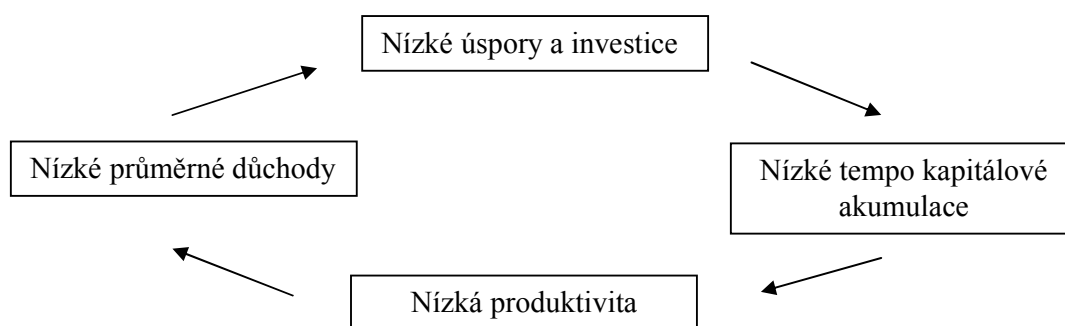 Nízké úspory a investice
Nízké průměrné důchody
Nízké tempo kapitálové
akumulace
Nízká produktivita